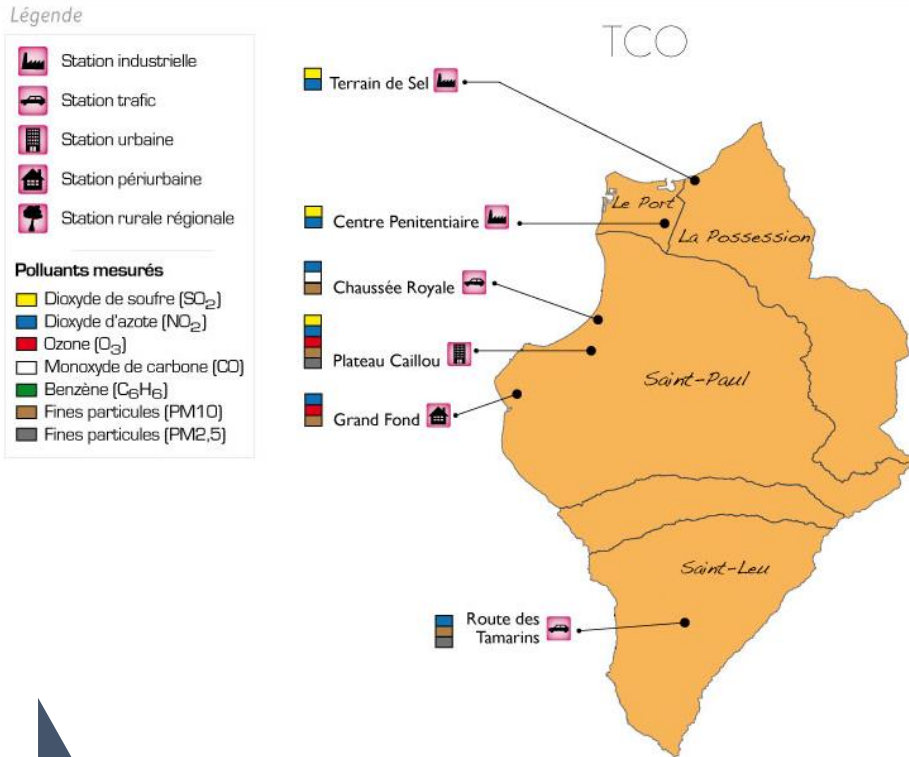 Légende
Station industrielle
Station trafic
Station urbaine
Station périurbaine
Station rurale régionale
Polluants mesurés
Dioxyde de soufre (SO2)
Dioxyde d'azote (NO2)
Ozone (O3)
Monoxyde de carbone (CO)
Benzène (C6H6)
Fines particules (PM10)
Fines particules (PM2,5)
TCO
Terrain de Sel
Centre Penitentiaire
Chaussée Royale
Plateau Caillou
Grand Fond
Route des
Tamarins
Le Port
La Possession
Saint-Paul
Saint-Leu